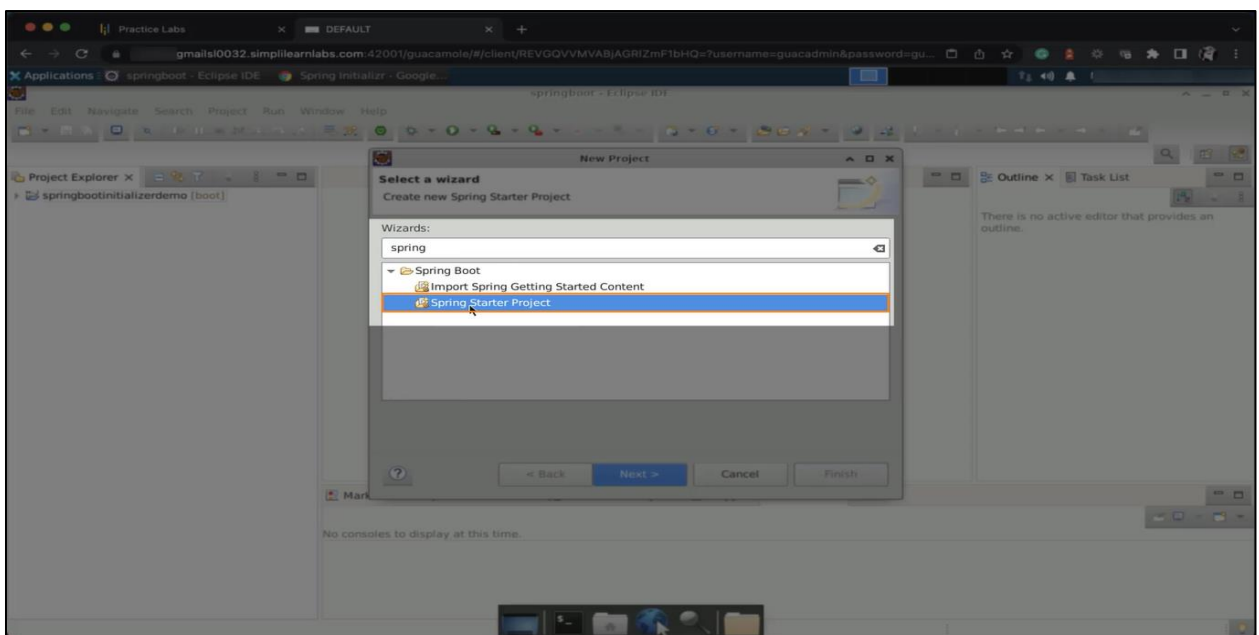 Practice Labs
DEFAULT
gmailsl0032.simplilearnlabs.com:42001/guacamole/#/client/REVGQVVMVABjAGRIZmF1bHQ=?username=guacadmin&password=gu...
Applications
springboot - Eclipse IDE
Spring Initializr - Google...
springboot - Eclipse IDE
File Edit Navigate Search Project Run Window Help
New Project
Project Explorer
springbootinitializerdemo [boot]
Select a wizard
Create new Spring Starter Project
Wizards:
spring
Spring Boot
Import Spring Getting Started Content
Spring Starter Project
?
< Back
Next >
Cancel
Finish
Outline
Task List
There is no active editor that provides an
outline.
Mark
No consoles to display at this time.